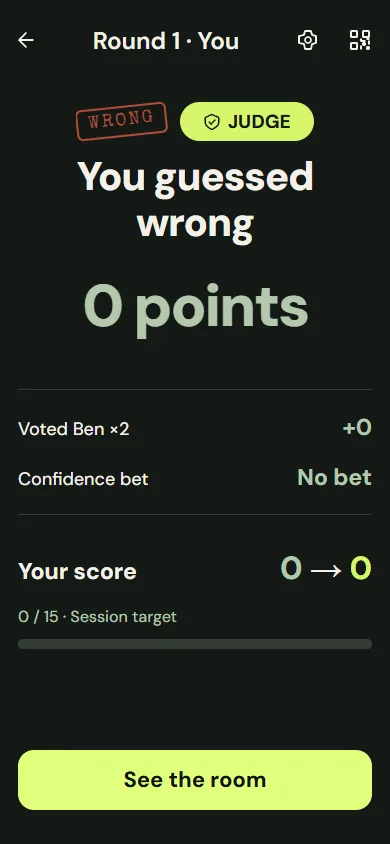 Round 1 · You
WRONG
JUDGE
You guessed
wrong
0 points
Voted Ben ×2
+0
Confidence bet
No bet
Your score
0 → 0
0 / 15 · Session target
See the room